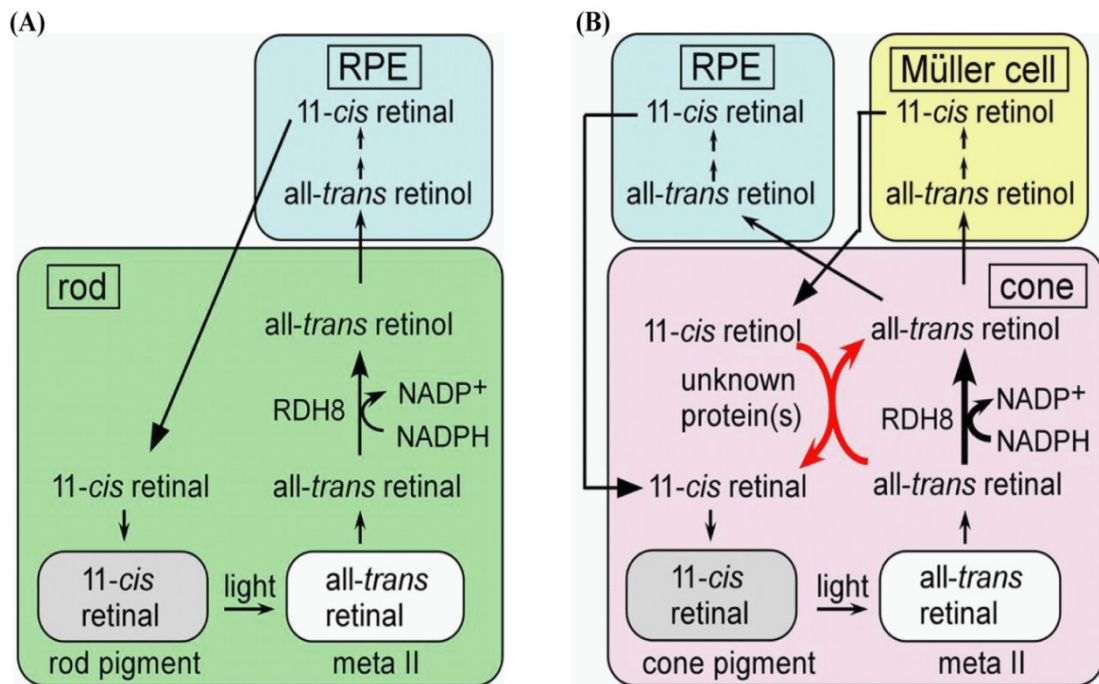 (A)
RPE
11-cis retinal
all-trans retinol
rod
all-trans retinol
RDH8
NADP+
NADPH
11-cis retinal
all-trans retinal
11-cis
retinal
light
all-trans
retinal
rod pigment
meta II
(B)
RPE
11-cis retinal
all-trans retinol
Müller cell
11-cis retinol
all-trans retinol
cone
11-cis retinol
all-trans retinol
unknown
protein(s)
RDH8
NADP+
NADPH
11-cis retinal
all-trans retinal
11-cis
retinal
light
all-trans
retinal
cone pigment
meta II